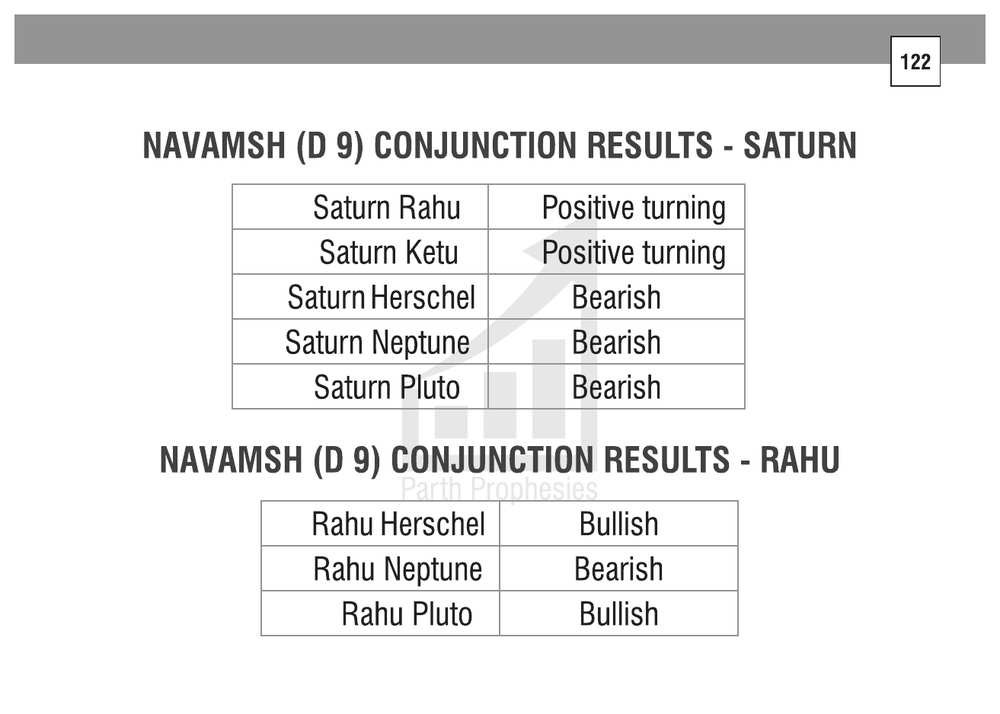 122
NAVAMSH (D 9) CONJUNCTION RESULTS - SATURN
Saturn Rahu Positive turning
Saturn Ketu Positive turning
Saturn Herschel Bearish
Saturn Neptune Bearish
Saturn Pluto Bearish
NAVAMSH (D 9) CONJUNCTION RESULTS - RAHU
Parth Prophesies
Rahu Herschel Bullish
Rahu Neptune Bearish
Rahu Pluto Bullish